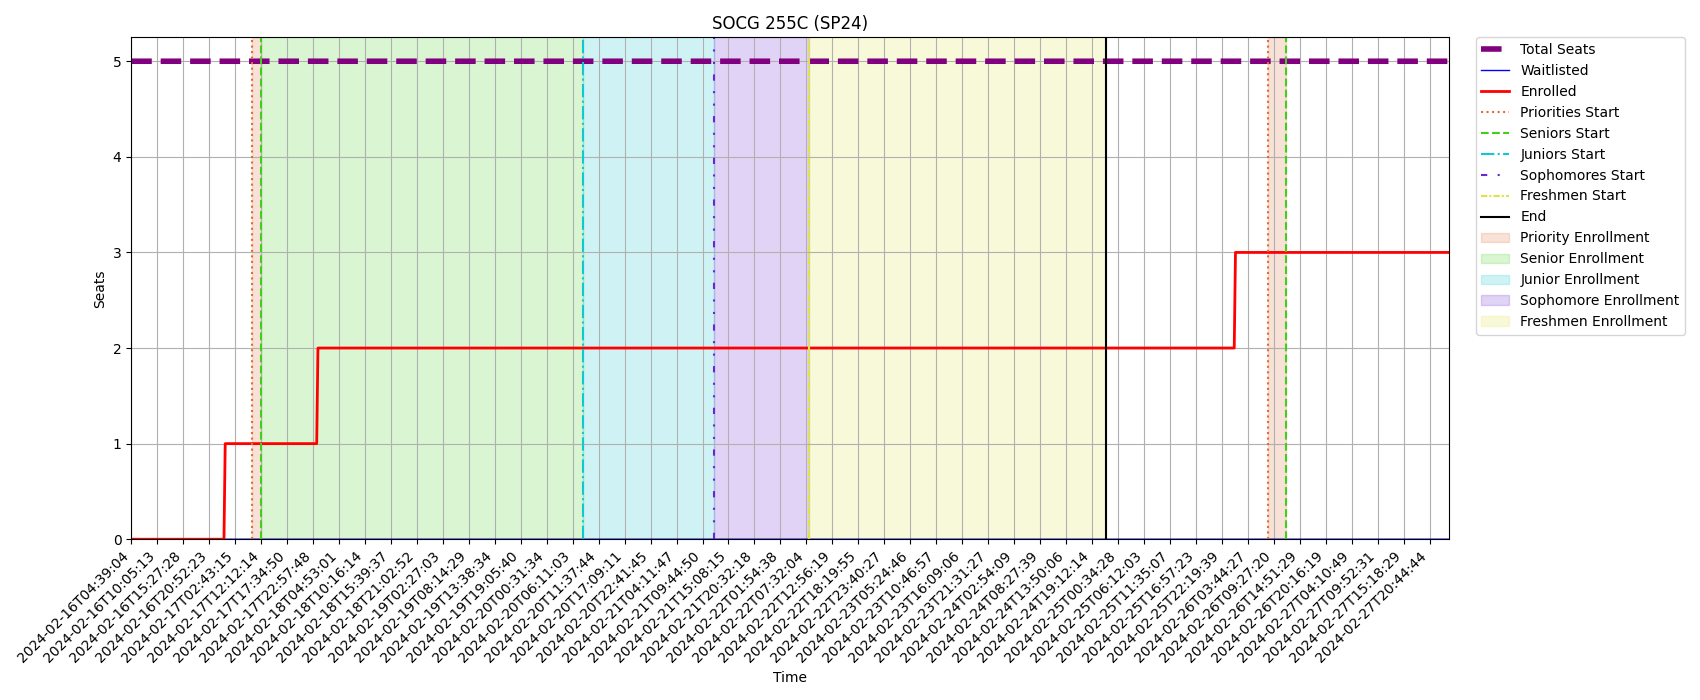 SOCG 255C (SP24)
Seats
5
4
3
2
1
0
2024-02-16T04:39:04
2024-02-16T10:05:13
2024-02-16T15:27:28
2024-02-16T20:52:23
2024-02-17T02:43:15
2024-02-17T12:12:14
2024-02-17T17:34:50
2024-02-17T22:57:48
2024-02-18T04:53:01
2024-02-18T10:16:14
2024-02-18T15:39:37
2024-02-18T21:02:52
2024-02-19T02:27:03
2024-02-19T08:14:29
2024-02-19T13:38:34
2024-02-19T19:05:40
2024-02-20T00:31:34
2024-02-20T06:11:03
2024-02-20T11:37:44
2024-02-20T17:09:11
2024-02-20T22:41:45
2024-02-21T04:11:47
2024-02-21T09:44:50
2024-02-21T15:08:15
2024-02-21T20:32:18
2024-02-22T01:54:38
2024-02-22T07:32:04
2024-02-22T12:56:19
2024-02-22T18:19:55
2024-02-22T23:40:27
2024-02-23T05:24:46
2024-02-23T10:46:57
2024-02-23T16:09:06
2024-02-23T21:31:27
2024-02-24T02:54:09
2024-02-24T08:27:39
2024-02-24T13:50:06
2024-02-24T19:12:14
2024-02-25T00:34:28
2024-02-25T06:12:03
2024-02-25T11:35:07
2024-02-25T16:57:23
2024-02-25T22:19:39
2024-02-26T03:44:27
2024-02-26T09:27:20
2024-02-26T14:51:29
2024-02-26T20:16:19
2024-02-27T04:10:49
2024-02-27T09:52:31
2024-02-27T15:18:29
2024-02-27T20:44:44
Time
Total Seats
Waitlisted
Enrolled
Priorities Start
Seniors Start
Juniors Start
Sophomores Start
Freshmen Start
End
Priority Enrollment
Senior Enrollment
Junior Enrollment
Sophomore Enrollment
Freshmen Enrollment